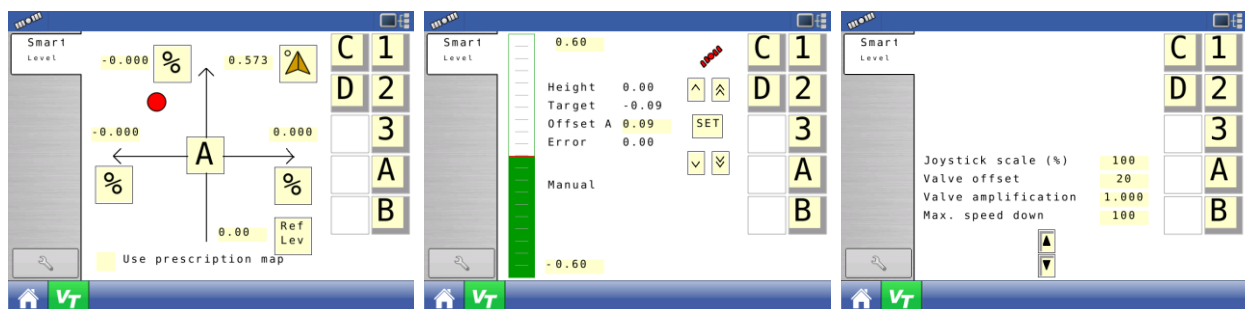 Smart
Level
-0.000 % 0.573
C 1
D 2
-0.000 0.000
3
A
% %
A
B
0.00 Ref
Lev
Use prescription map
VT
Smart
Level
0.60
C 1
D 2
Height 0.00
Target -0.09
Offset A 0.09
Error 0.00
SET
3
A
Manual
B
-0.60
VT
Smart
Level
C 1
D 2
3
Joystick scale (%) 100
A
Valve offset 20
Valve amplification 1.000
Max. speed down 100
B
VT